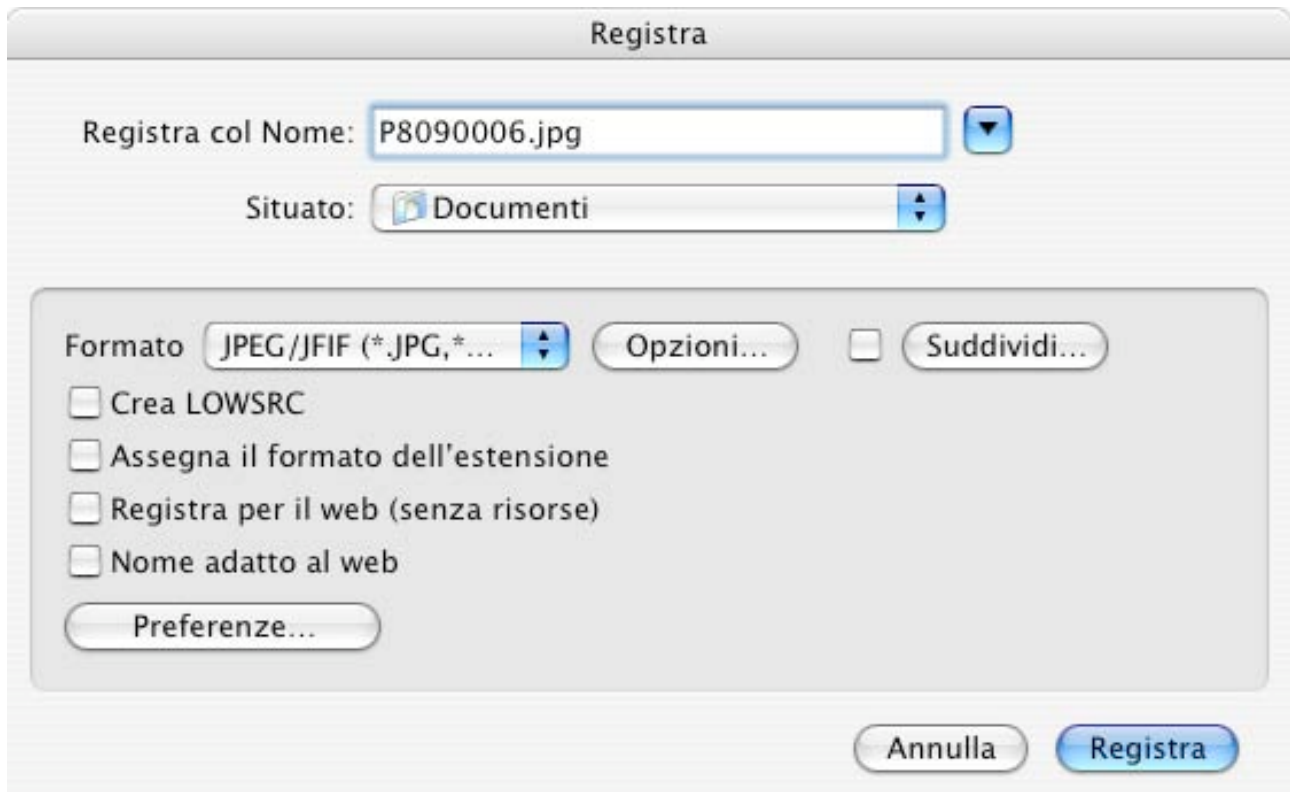 Registra
Registra col Nome: P8090006.jpg
Situato: Documenti
Formato JPEG/JFIF (*.JPG,*... Opzioni... Suddividi...
Crea LOWSRC
Assegna il formato dell'estensione
Registra per il web (senza risorse)
Nome adatto al web
Preferenze...
Annulla Registra